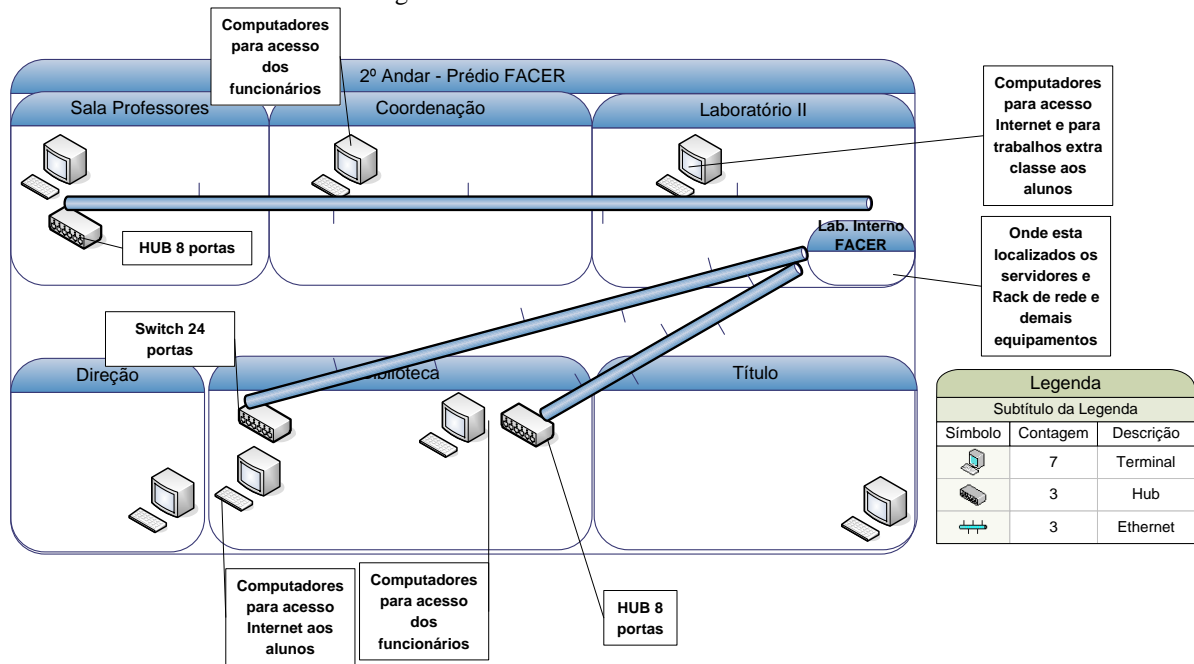 Computadores
para acesso
dos
funcionários
2º Andar - Prédio FACER
Sala Professores
Coordenação
Laboratório II
Computadores
para acesso
Internet e para
trabalhos extra
classe aos
alunos
HUB 8 portas
Lab. Interno
FACER
Onde esta
localizados os
servidores e
Rack de rede e
demais
equipamentos
Switch 24
portas
Direção
blioteca
Título
Legenda
Subtítulo da Legenda
Símbolo Contagem Descrição
7 Terminal
3 Hub
3 Ethernet
Computadores
para acesso
Internet aos
alunos
Computadores
para acesso
dos
funcionários
HUB 8
portas